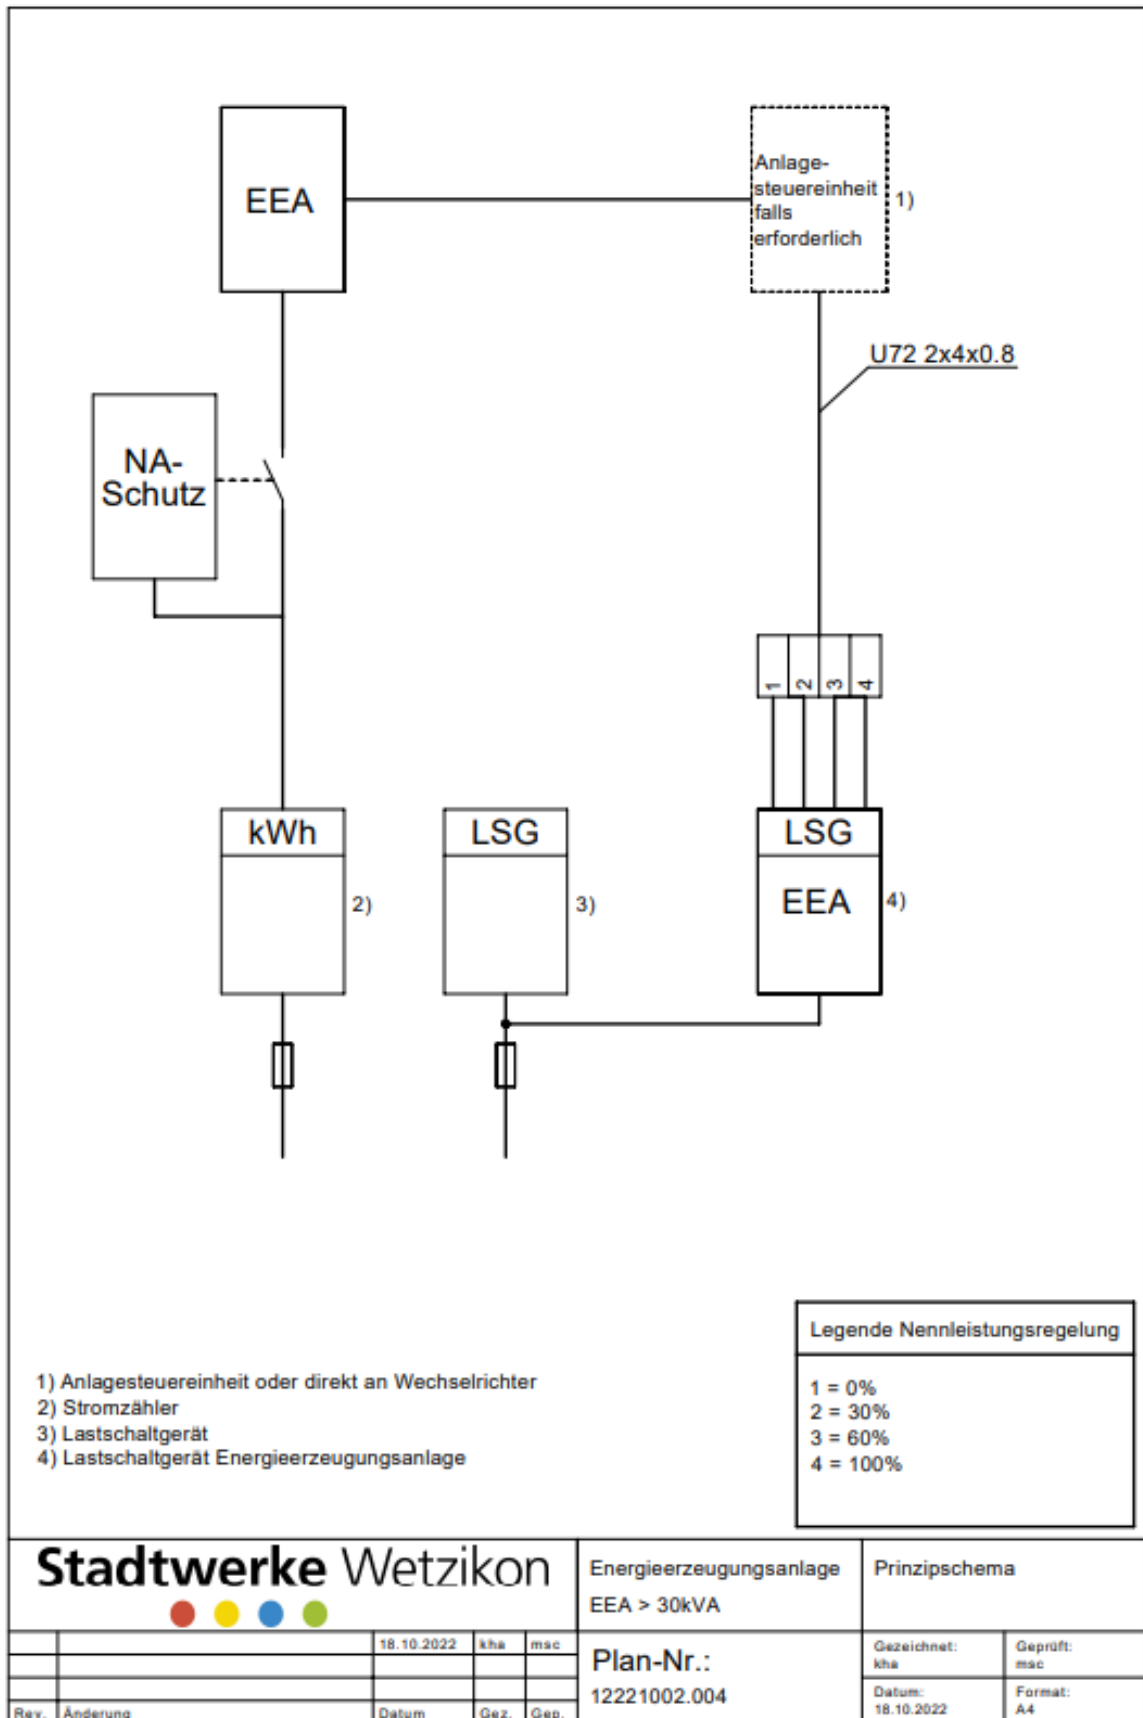 EEA
Anlage-
steuereinheit
falls
erforderlich
1)
U72 2x4x0.8
NA-
Schutz
1 2 3 4
kWh
2)
LSG
3)
LSG
EEA
4)
Legende Nennleistungsregelung
1 = 0%
2 = 30%
3 = 60%
4 = 100%
1) Anlagesteuereinheit oder direkt an Wechselrichter
2) Stromzähler
3) Lastschaltgerät
4) Lastschaltgerät Energieerzeugungsanlage
Stadtwerke Wetzikon
Energieerzeugungsanlage
EEA > 30kVA
Prinzipschema
18.10.2022 kha msc
Rev. Änderung Datum Gez. Gep.
Plan-Nr.:
12221002.004
Gezeichnet:
kha
Geprüft:
msc
Datum:
18.10.2022
Format:
A4